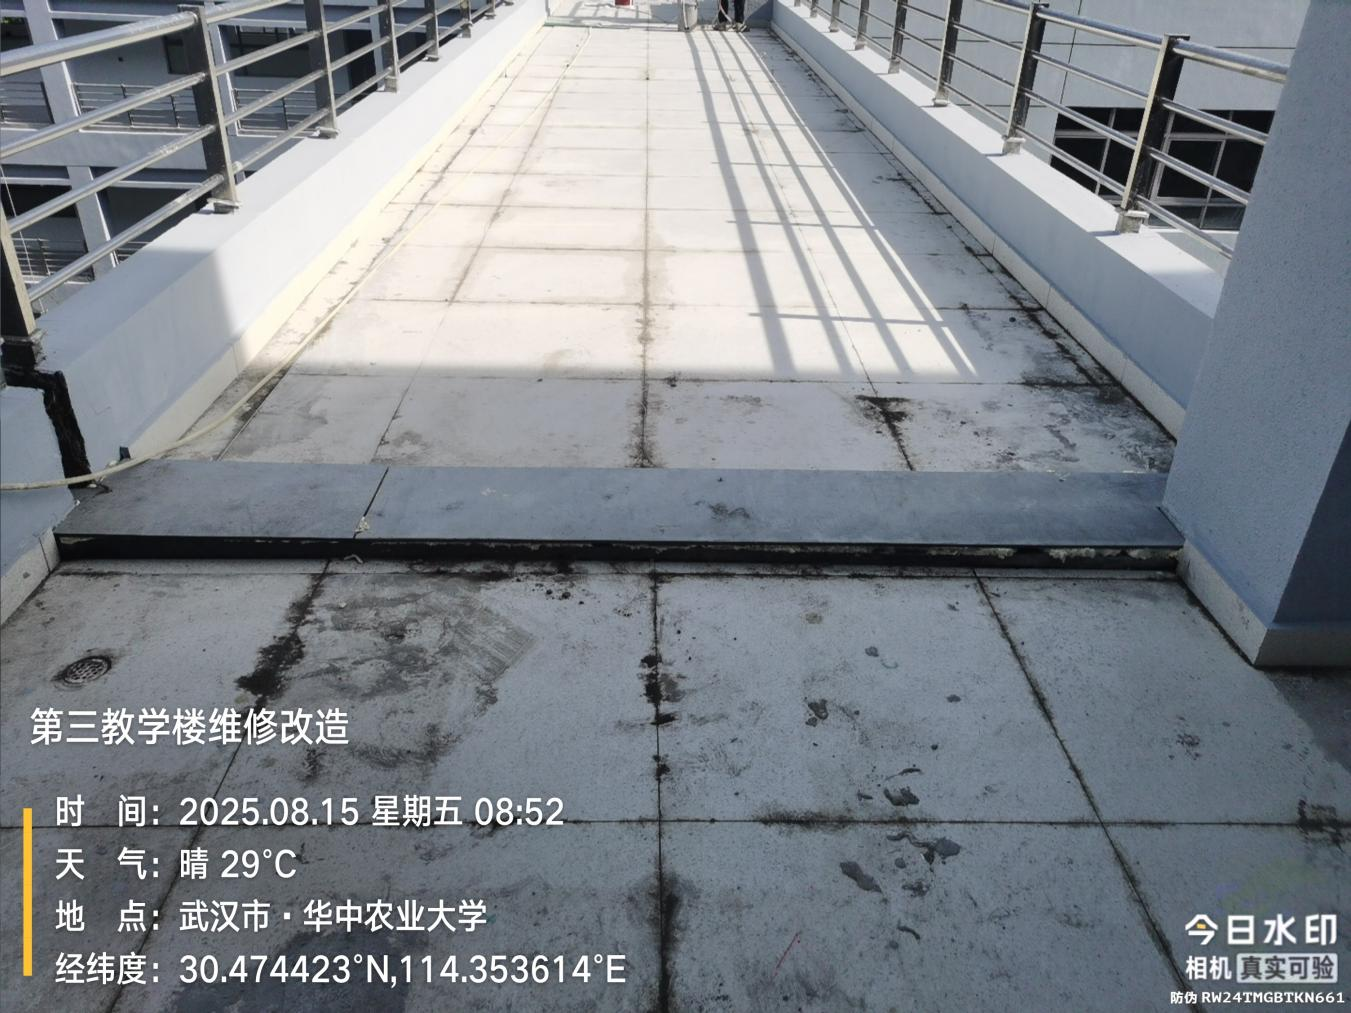 第三教学楼维修改造
时 间：2025.08.15 星期五 08:52
天 气：晴 29°C
地 点：武汉市·华中农业大学
经纬度：30.474423°N,114.353614°E
今日水印
相机 真实可验
防伪 RW24TMGBTKN661